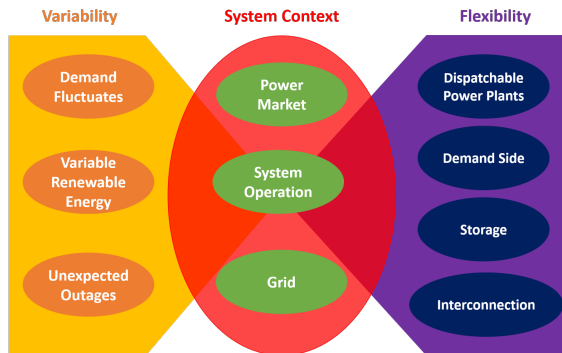 Variability
System Context
Flexibility
Demand
Fluctuates
Variable
Renewable
Energy
Unexpected
Outages
Power
Market
System
Operation
Grid
Dispatchable
Power Plants
Demand Side
Storage
Interconnection